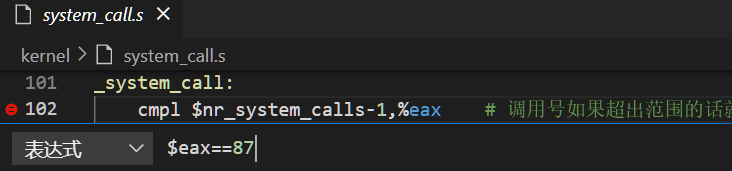 system_call.s
kernel > system_call.s
101 _system_call:
102 cmpl $nr_system_calls-1,%eax # 调用号如果超出范围的话
表达式 $eax==87